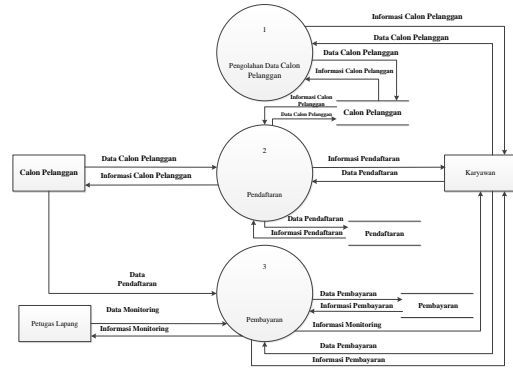 Informasi Calon Pelanggan
Data Calon Pelanggan
1
Pengolahan Data Calon
Pelanggan
Data Calon Pelanggan
Informasi Calon Pelanggan
Informasi Calon
Pelanggan
Data Calon Pelanggan
Calon Pelanggan
2
Pendaftaran
Calon Pelanggan
Data Calon Pelanggan
Informasi Calon Pelanggan
Informasi Pendaftaran
Data Pendaftaran
Karyawan
Data Pendaftaran
Informasi Pendaftaran
Pendaftaran
Data
Pendaftaran
3
Pembayaran
Data Pembayaran
Informasi Pembayaran
Pembayaran
Petugas Lapang
Data Monitoring
Informasi Monitoring
Informasi Monitoring
Data Pembayaran
Informasi Pembayaran